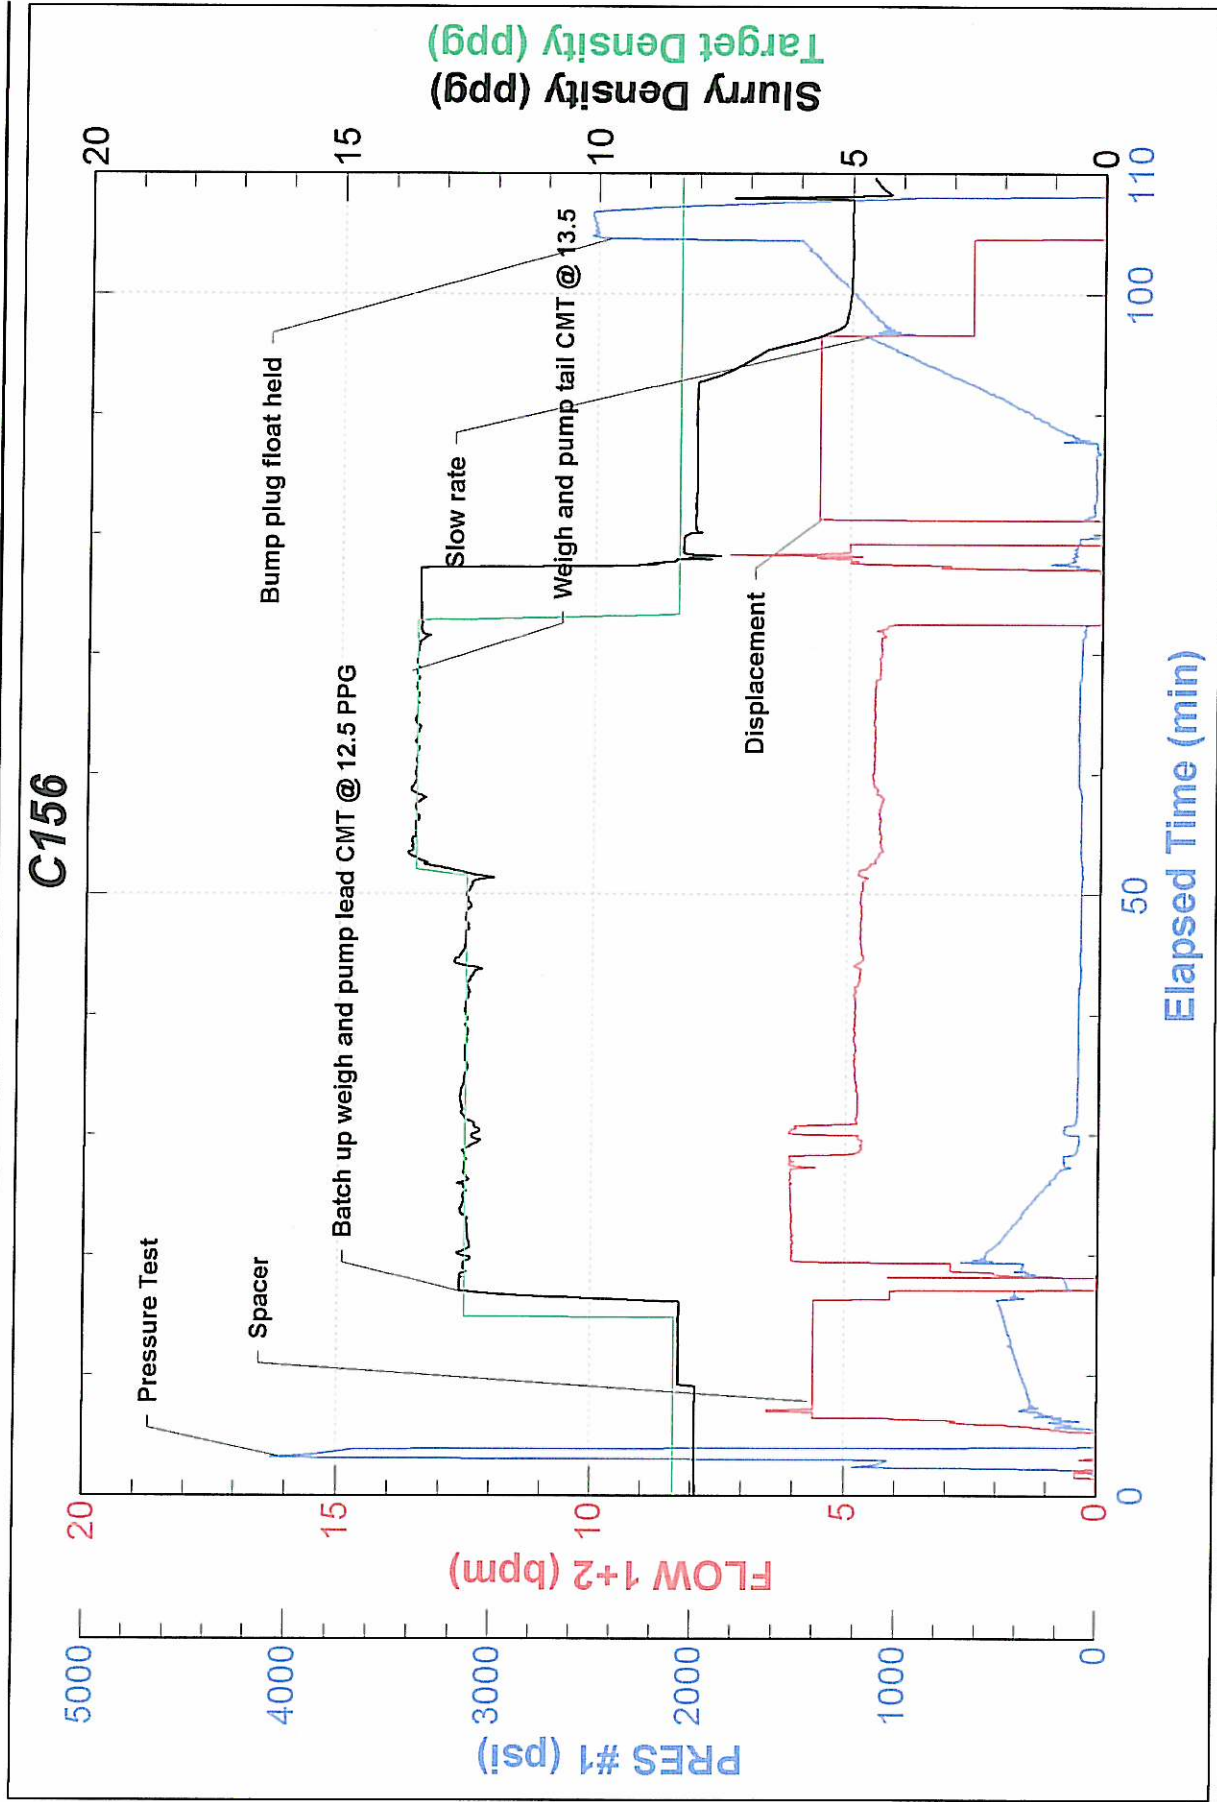 C156
Pressure Test
Spacer
Batch up weigh and pump lead CMT @ 12.5 PPG
Weigh and pump tail CMT @ 13.5
Displacement
Slow rate
Bump plug float held
PRES #1 (psi)
5000
4000
3000
2000
1000
0
FLOW 1+2 (bpm)
20
15
10
5
0
Elapsed Time (min)
0
50
100
110
20
15
10
5
0
Slurry Density (ppg)
Target Density (ppg)